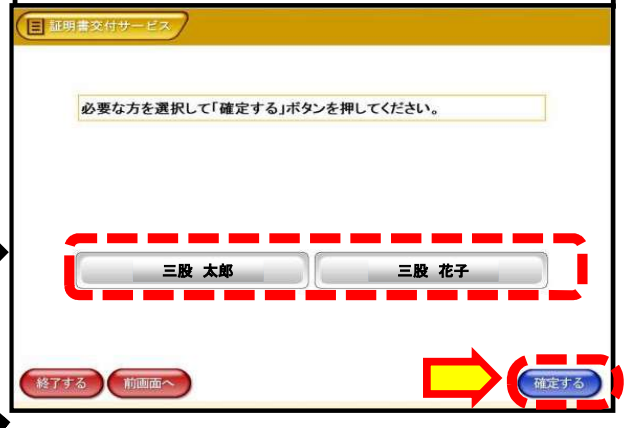 証明書交付サービス
必要な方を選択して「確定する」ボタンを押してください。
三股 太郎
三股 花子
終了する
前画面へ
確定する